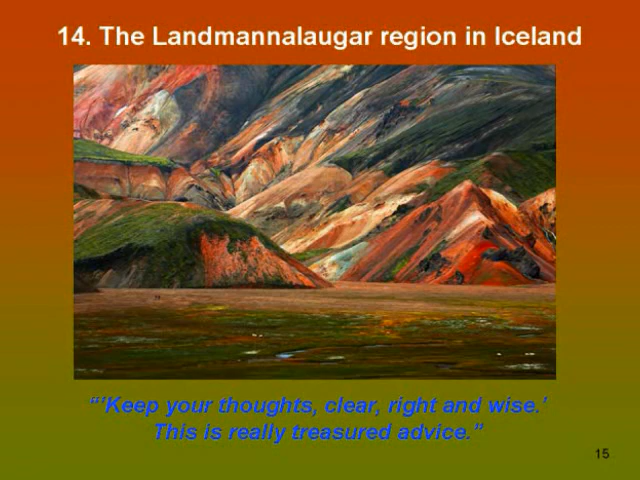 14. The Landmannalaugar region in Iceland
“‘Keep your thoughts, clear, right and wise.’
This is really treasured advice.”
15